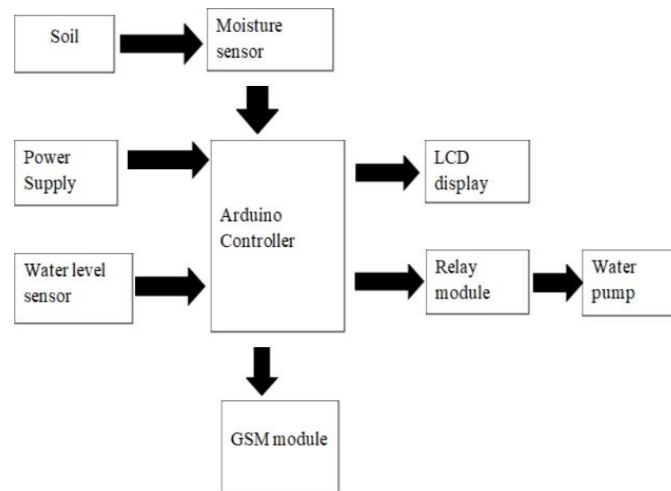 Soil
Moisture
sensor
Power
Supply
Arduino
Controller
LCD
display
Water level
sensor
Relay
module
Water
pump
GSM module